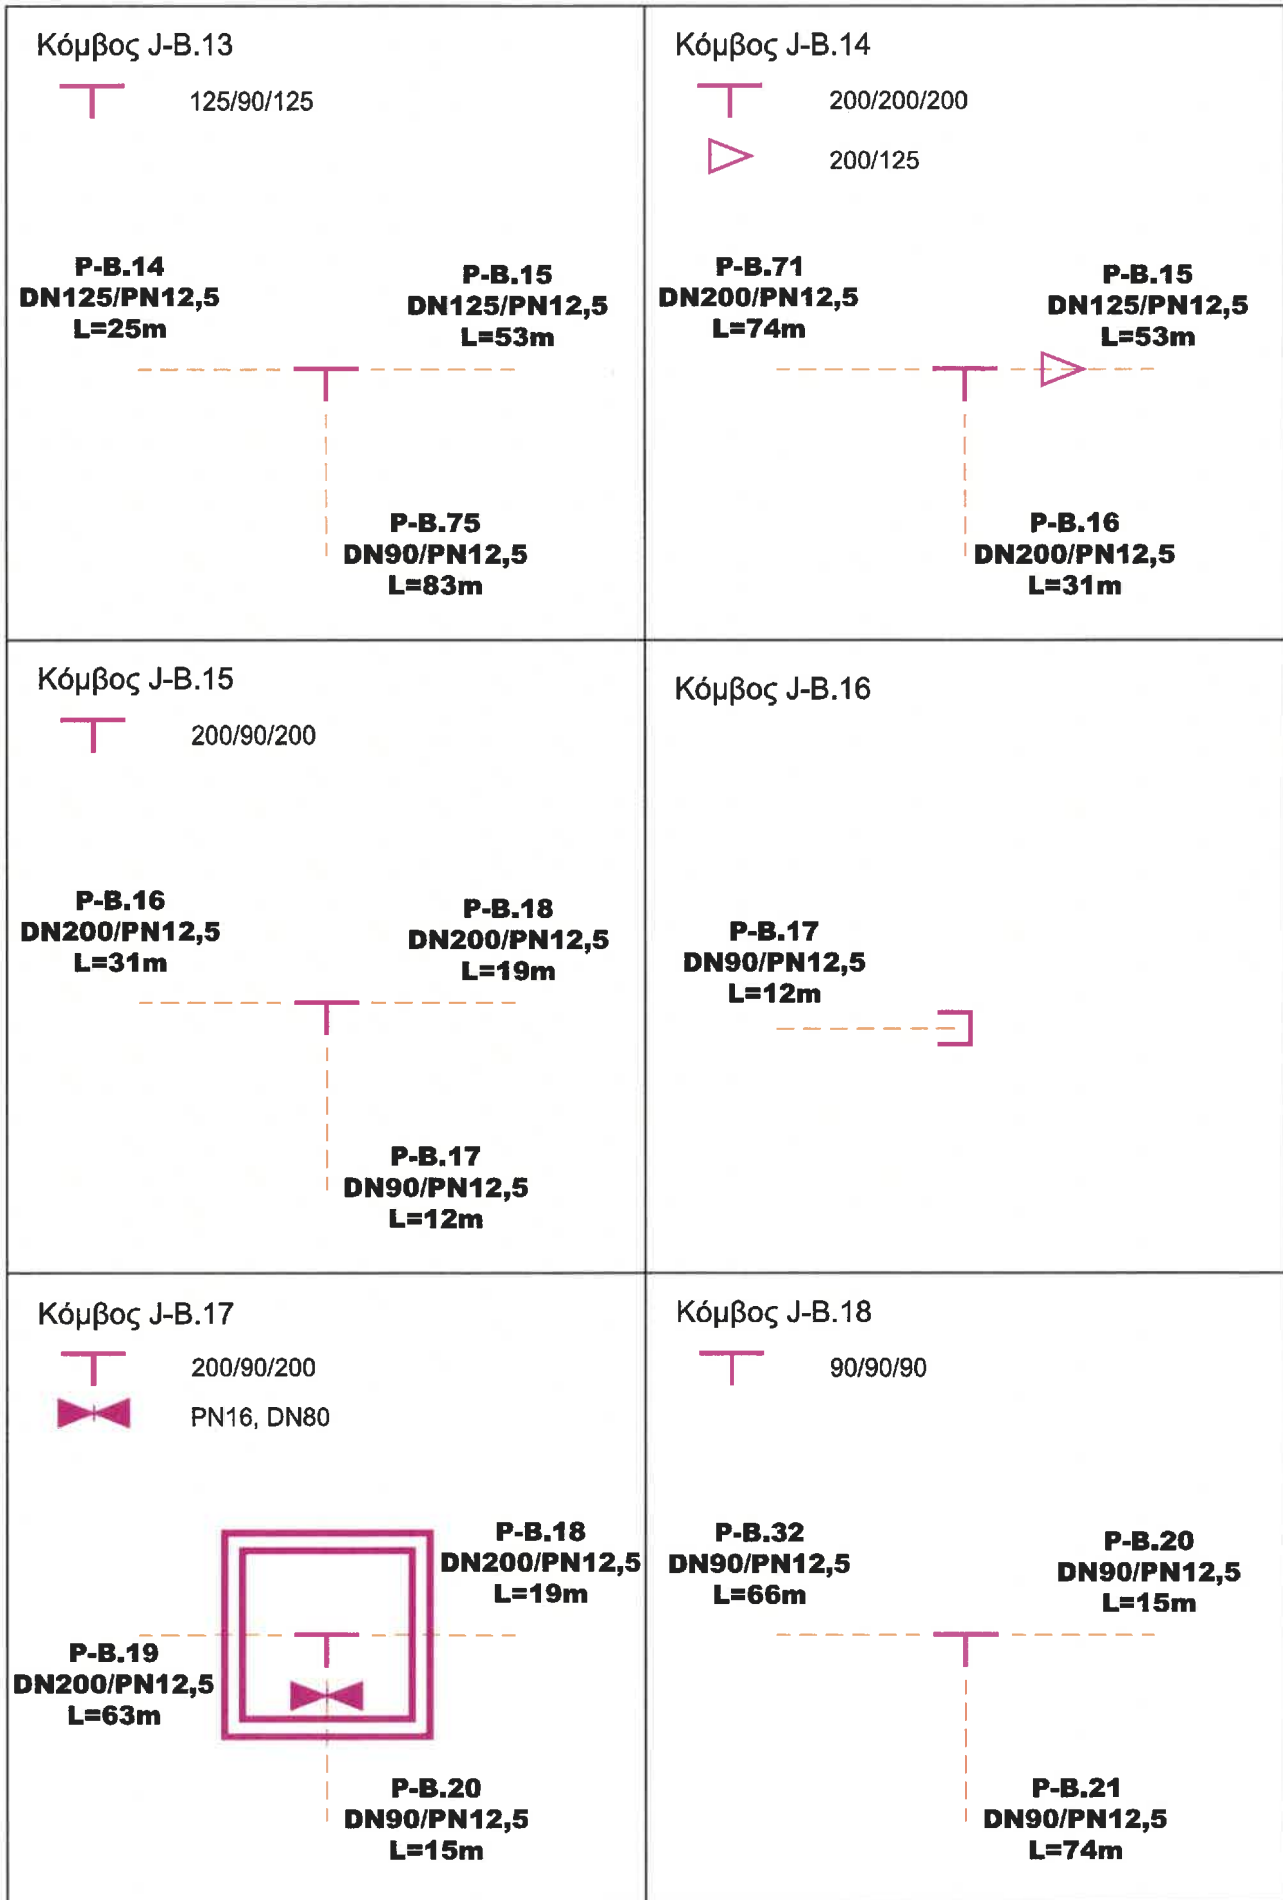 Κόμβος J-B.13
125/90/125
P-B.14
DN125/PN12,5
L=25m
P-B.15
DN125/PN12,5
L=53m
P-B.75
DN90/PN12,5
L=83m
Κόμβος J-B.14
200/200/200
200/125
P-B.71
DN200/PN12,5
L=74m
P-B.15
DN125/PN12,5
L=53m
P-B.16
DN200/PN12,5
L=31m
Κόμβος J-B.15
200/90/200
P-B.16
DN200/PN12,5
L=31m
P-B.18
DN200/PN12,5
L=19m
P-B.17
DN90/PN12,5
L=12m
Κόμβος J-B.16
P-B.17
DN90/PN12,5
L=12m
Κόμβος J-B.17
200/90/200
PN16, DN80
P-B.18
DN200/PN12,5
L=19m
P-B.19
DN200/PN12,5
L=63m
P-B.20
DN90/PN12,5
L=15m
Κόμβος J-B.18
90/90/90
P-B.32
DN90/PN12,5
L=66m
P-B.20
DN90/PN12,5
L=15m
P-B.21
DN90/PN12,5
L=74m